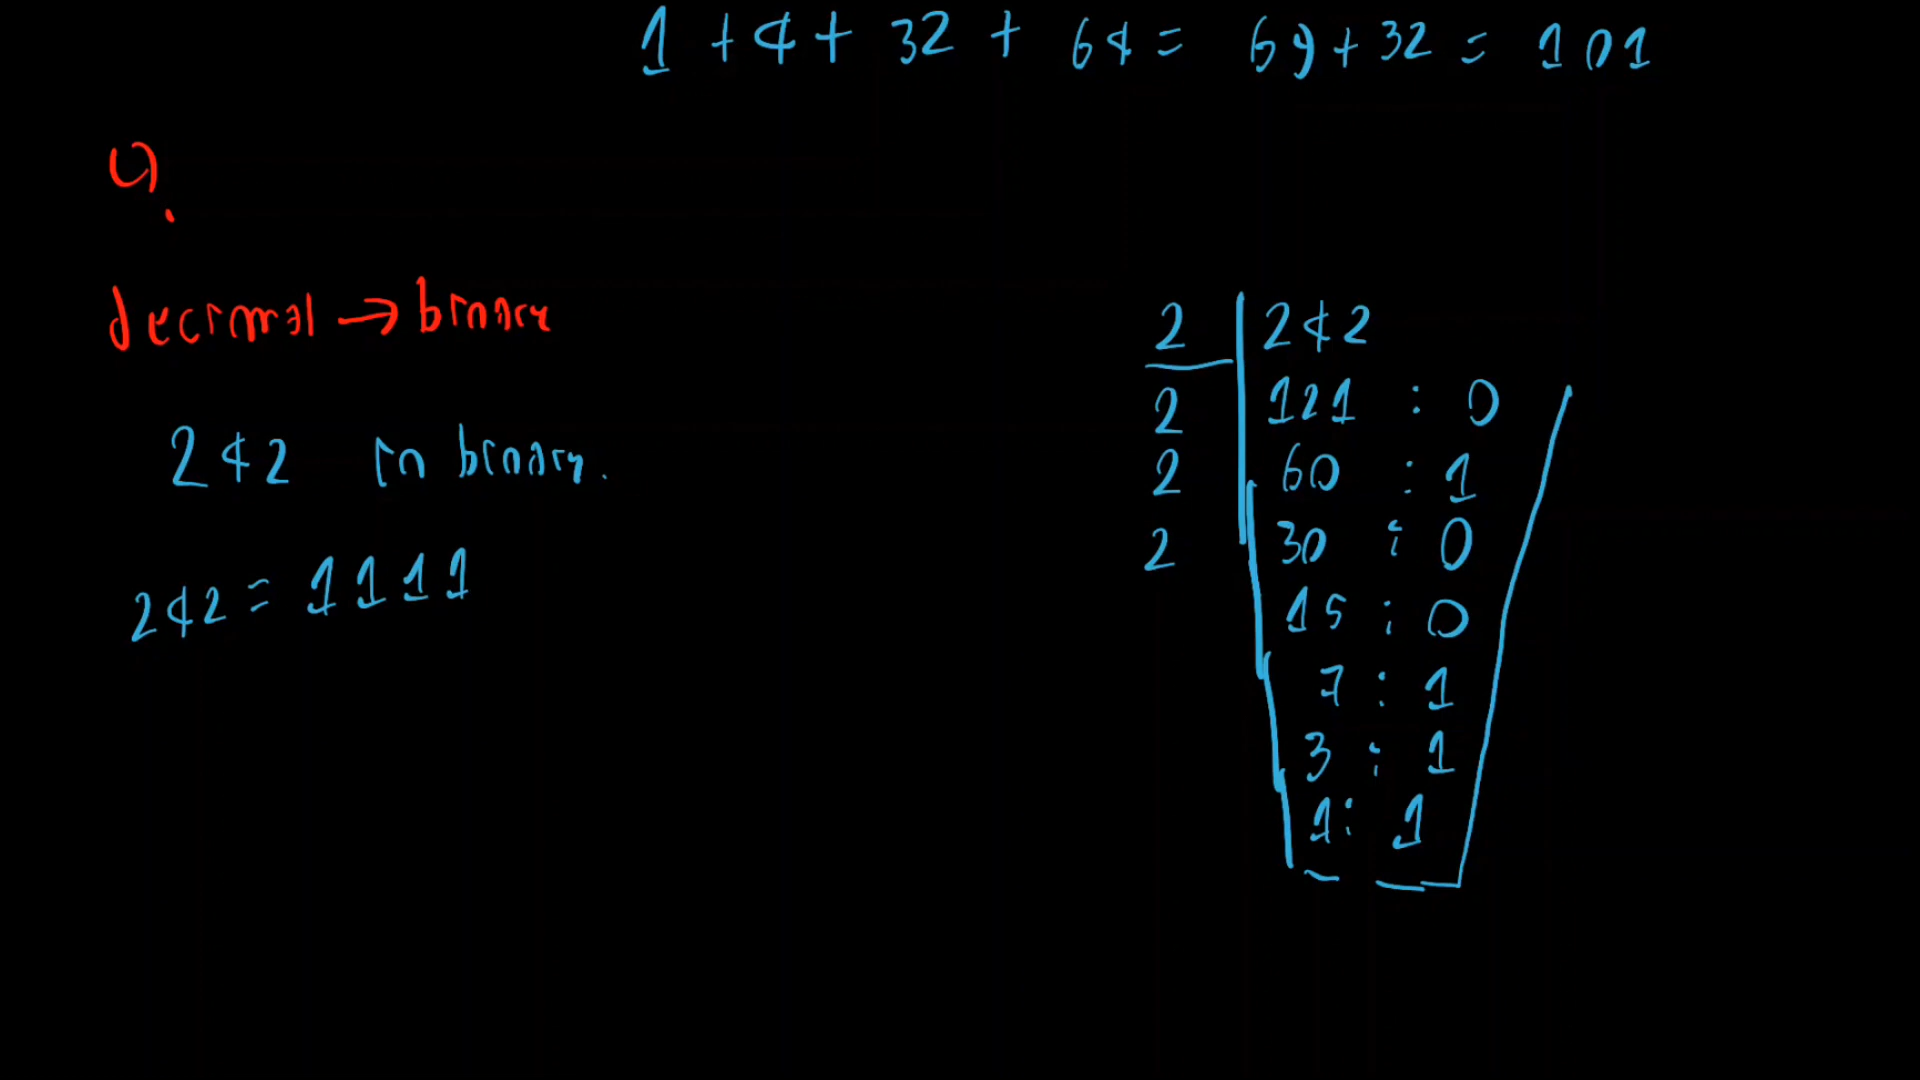 1 + 4 + 32 + 64 = 69 + 32 = 101
Q.
decimal → binary
242 in binary.
242 = 1111
2 | 242
2 | 121 : 0
2 | 60 : 1
2 | 30 : 0
15 : 0
7 : 1
3 : 1
1 : 1